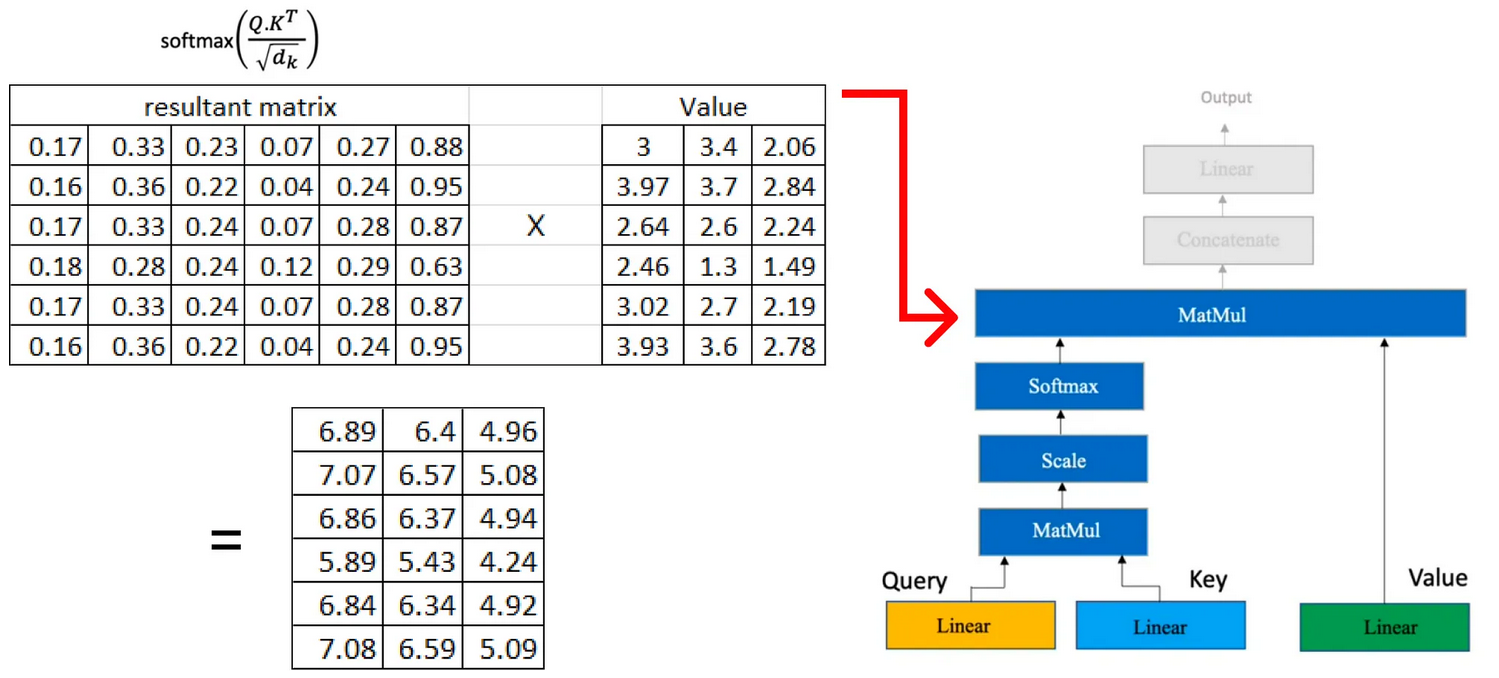 softmax(Q.K^T / √d_k)
resultant matrix Value
0.17 0.33 0.23 0.07 0.27 0.88 3 3.4 2.06
0.16 0.36 0.22 0.04 0.24 0.95 3.97 3.7 2.84
0.17 0.33 0.24 0.07 0.28 0.87 X 2.64 2.6 2.24
0.18 0.28 0.24 0.12 0.29 0.63 2.46 1.3 1.49
0.17 0.33 0.24 0.07 0.28 0.87 3.02 2.7 2.19
0.16 0.36 0.22 0.04 0.24 0.95 3.93 3.6 2.78
=
6.89 6.4 4.96
7.07 6.57 5.08
6.86 6.37 4.94
5.89 5.43 4.24
6.84 6.34 4.92
7.08 6.59 5.09
Output
Linear
Concatenate
MatMul
Softmax
Scale
MatMul
Query Key Value
Linear Linear Linear